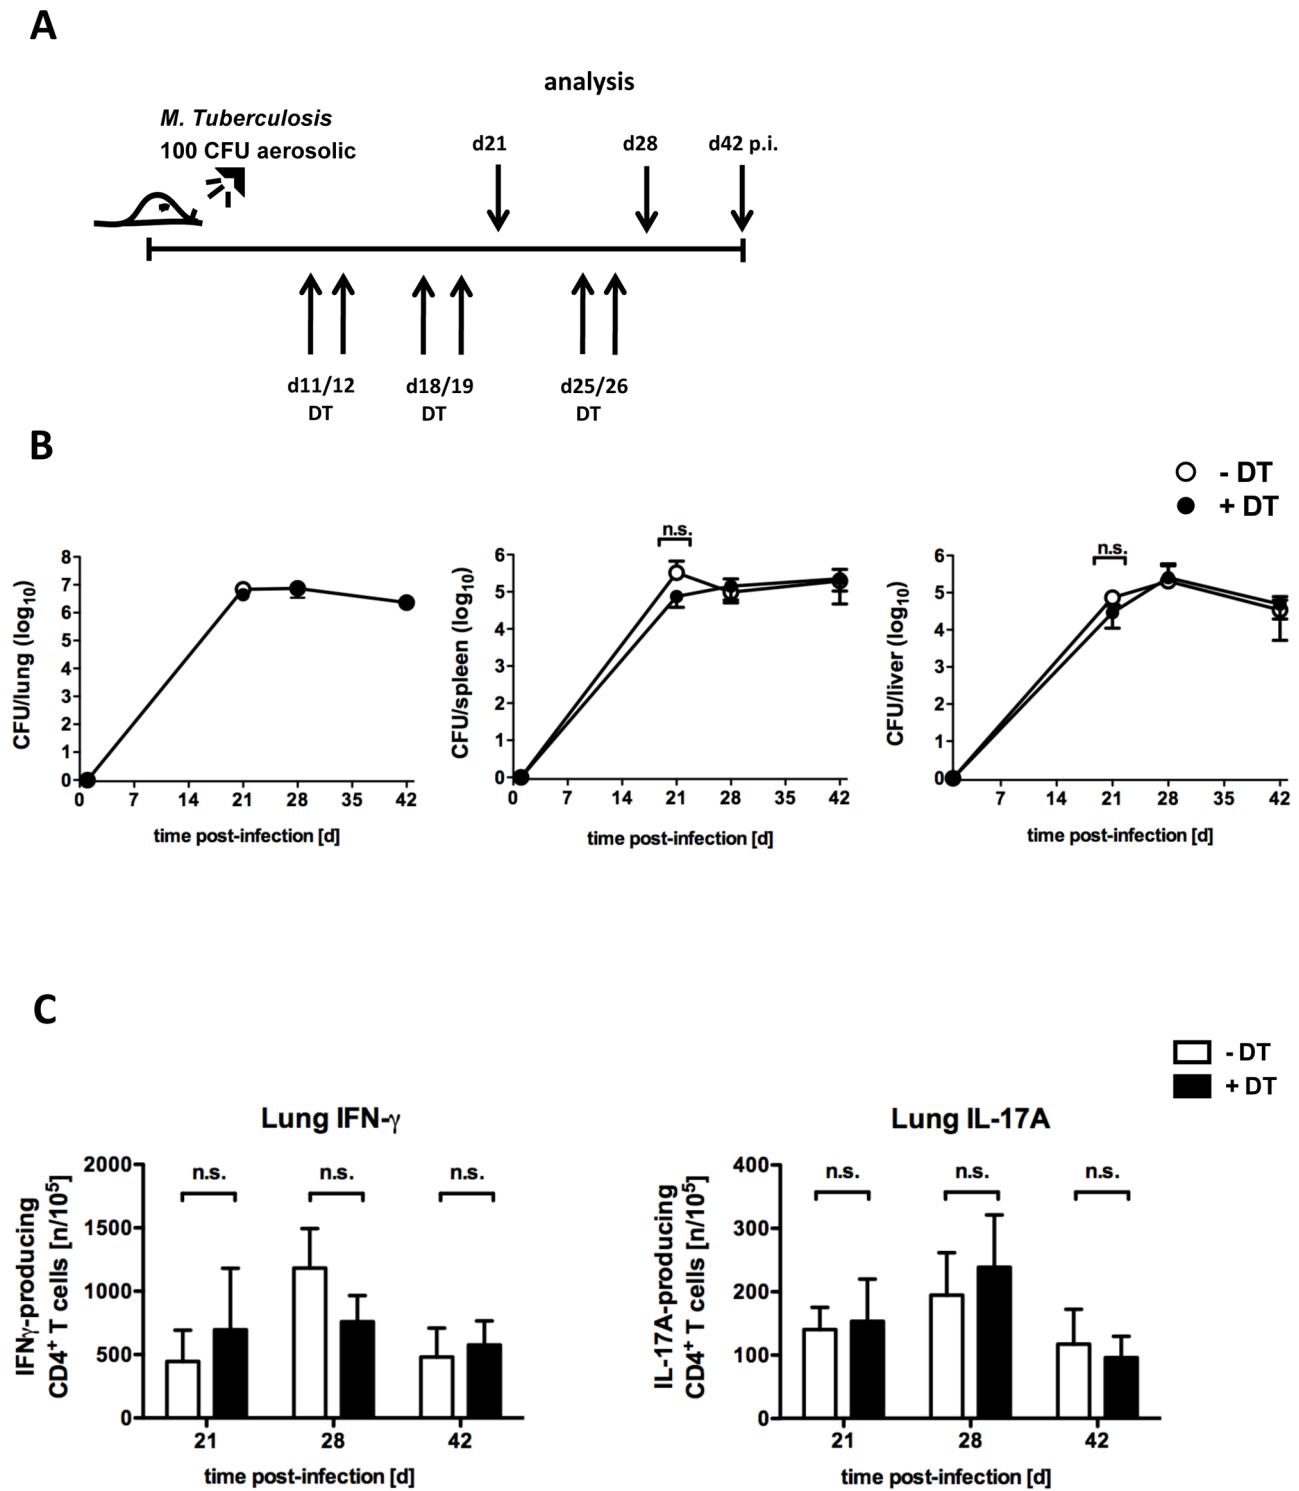 A
analysis
M. Tuberculosis
100 CFU aerosolic
d21
d28
d42 p.i.
d11/12
DT
d18/19
DT
d25/26
DT
B
- DT
+ DT
CFU/lung (log10)
8
7
6
5
4
3
2
1
0
0 7 14 21 28 35 42
time post-infection [d]
n.s.
CFU/spleen (log10)
6
5
4
3
2
1
0
0 7 14 21 28 35 42
time post-infection [d]
n.s.
CFU/liver (log10)
6
5
4
3
2
1
0
7 14 21 28 35 42
time post-infection [d]
C
- DT
+ DT
Lung IFN-γ
IFNγ-producing
CD4+ T cells [n/105]
2000
1500
1000
500
0
n.s. n.s. n.s.
21 28 42
time post-infection [d]
Lung IL-17A
IL-17A-producing
CD4+ T cells [n/105]
400
300
200
100
0
n.s. n.s. n.s.
21 28 42
time post-infection [d]